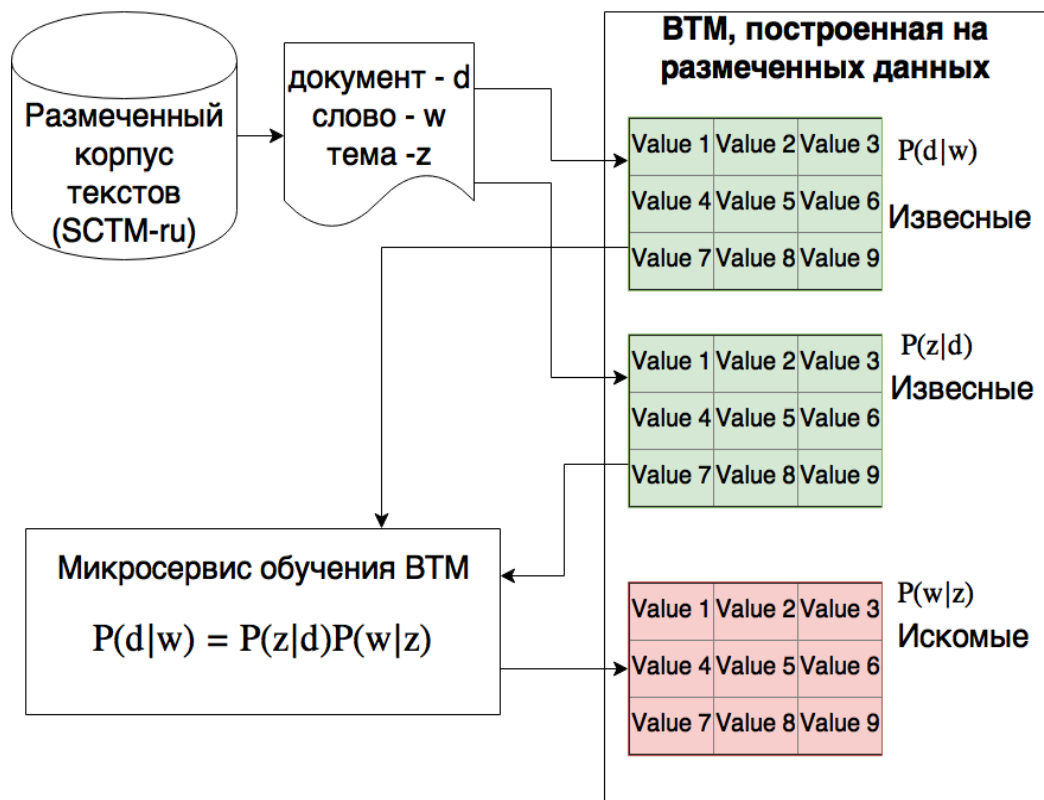 Размеченный
корпус
текстов
(SCTM-ru)
документ - d
слово - w
тема -z
ВТМ, построенная на
размеченных данных
Value 1 Value 2 Value 3
Value 4 Value 5 Value 6
Value 7 Value 8 Value 9
P(d|w)
Извесные
Value 1 Value 2 Value 3
Value 4 Value 5 Value 6
Value 7 Value 8 Value 9
P(z|d)
Извесные
Микросервис обучения ВТМ
P(d|w) = P(z|d)P(w|z)
Value 1 Value 2 Value 3
Value 4 Value 5 Value 6
Value 7 Value 8 Value 9
P(w|z)
Искомые